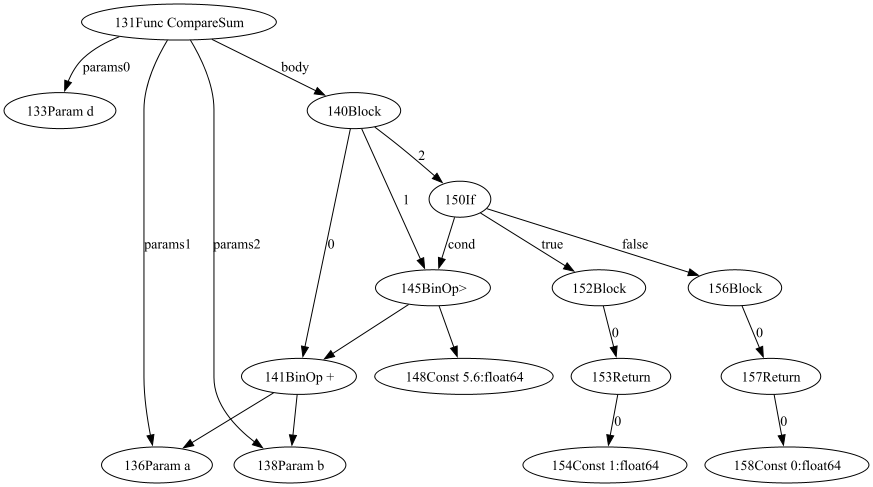 131Func CompareSum
params0
body
133Param d
140Block
2
150If
params1
params2
0
1
cond
true
false
145BinOp>
152Block
156Block
0
0
141BinOp +
148Const 5.6:float64
153Return
157Return
0
0
136Param a
138Param b
154Const 1:float64
158Const 0:float64